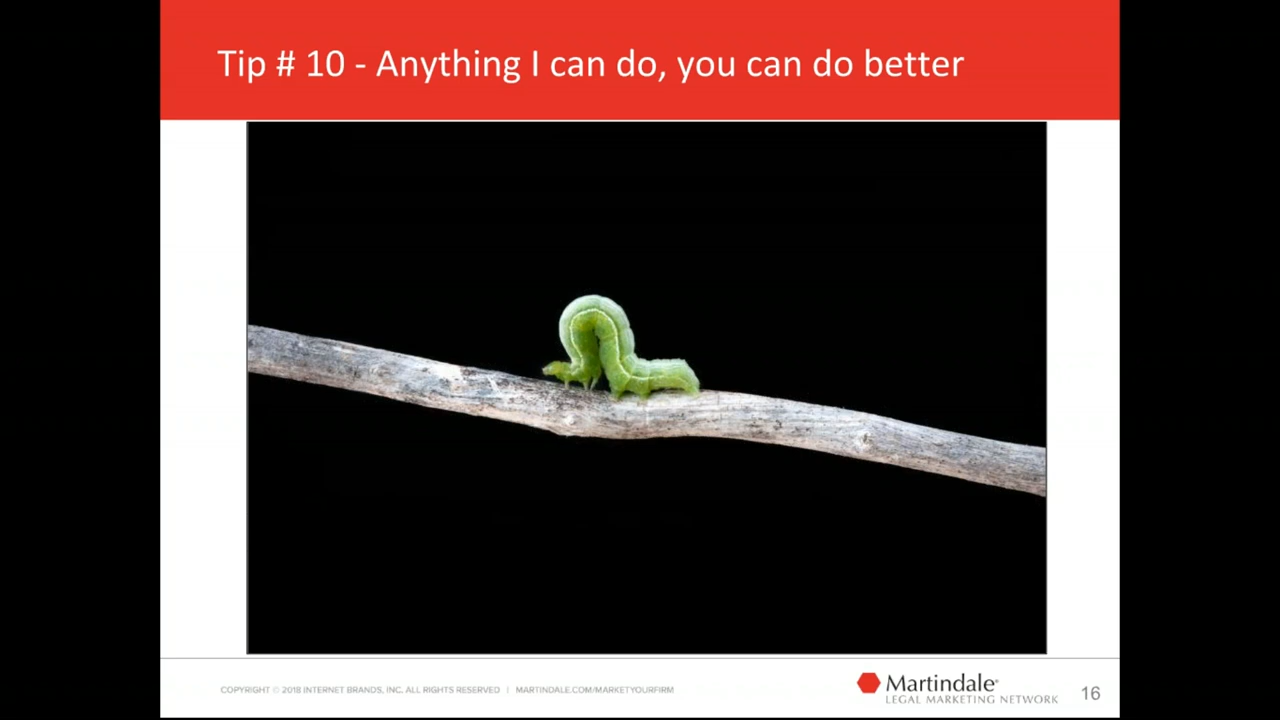 Tip # 10 - Anything I can do, you can do better
COPYRIGHT © 2018 INTERNET BRANDS, INC. ALL RIGHTS RESERVED | MARTINDALE.COM/MARKETYOURFIRM
Martindale®
LEGAL MARKETING NETWORK
16